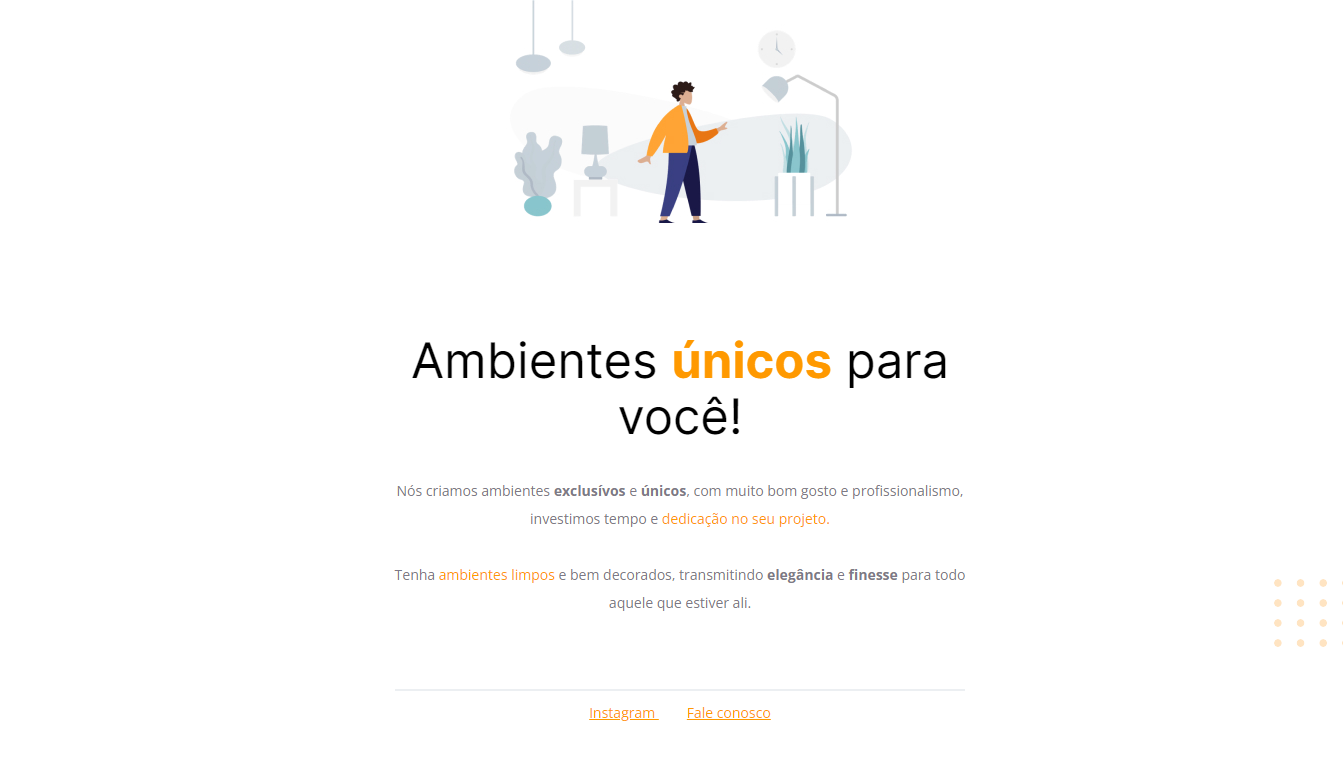 Ambientes únicos para
você!
Nós criamos ambientes exclusívos e únicos, com muito bom gosto e profissionalismo,
investimos tempo e dedicação no seu projeto.
Tenha ambientes limpos e bem decorados, transmitindo elegância e finesse para todo
aquele que estiver ali.
Instagram Fale conosco